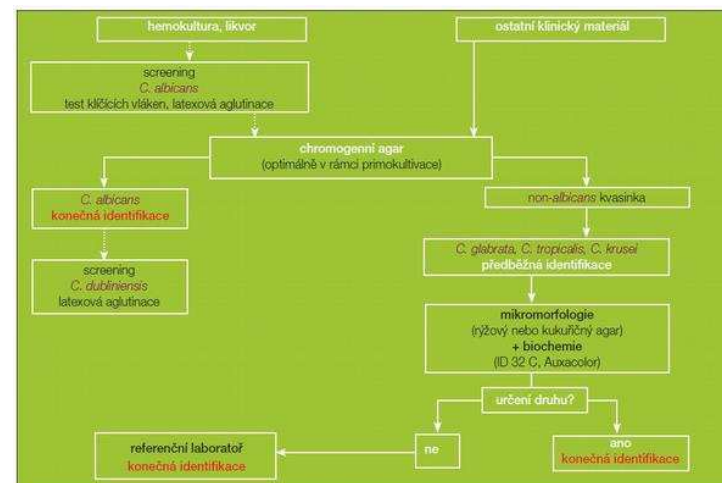 hemokultura, likvor
ostatní klinický materiál
screening
C. albicans
test klíčících vláken, latexová aglutinace
chromogenní agar
(optimálně v rámci primokultivace)
C. albicans
konečná identifikace
non-albicans kvasinka
screening
C. dubliniensis
latexová aglutinace
C. glabrata, C. tropicalis, C. krusei
předběžná identifikace
mikromorfologie
(rýžový nebo kukuřičný agar)
+ biochemie
(ID 32 C, Auxacolor)
určení druhu?
referenční laboratoř
konečná identifikace
ne
ano
konečná identifikace